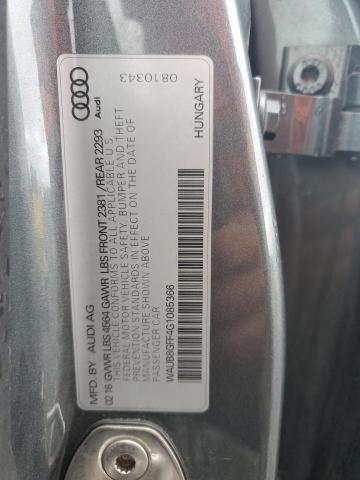 Audi
0810343
HUNGARY
MFD. BY AUDI AG
02 16 GVWR LBS 4564 GAWR LBS FRONT 2381 / REAR 2293
THIS VEHICLE CONFORMS TO ALL APPLICABLE U.S
FEDERAL MOTOR VEHICLE SAFETY, BUMPER AND THEFT
PREVENTION STANDARDS IN EFFECT ON THE DATE OF
MANUFACTURE SHOWN ABOVE
PASSENGER CAR
WAUB8GFF4G1085366